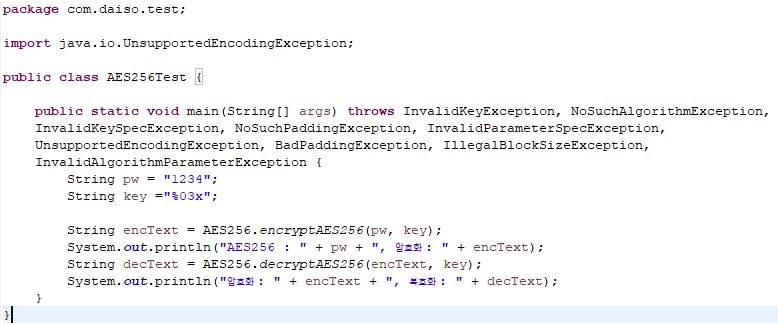 package com.daiso.test;
import java.io.UnsupportedEncodingException;
public class AES256Test {
public static void main(String[] args) throws InvalidKeyException, NoSuchAlgorithmException,
InvalidKeySpecException, NoSuchPaddingException, InvalidParameterSpecException,
UnsupportedEncodingException, BadPaddingException, IllegalBlockSizeException,
InvalidAlgorithmParameterException {
String pw = "1234";
String key ="%03x";
String encText = AES256.encryptAES256(pw, key);
System.out.println("AES256 : " + pw + ", 암호화 : " + encText);
String decText = AES256.decryptAES256(encText, key);
System.out.println("암호화 : " + encText + ", 복호화 : " + decText);
}
}